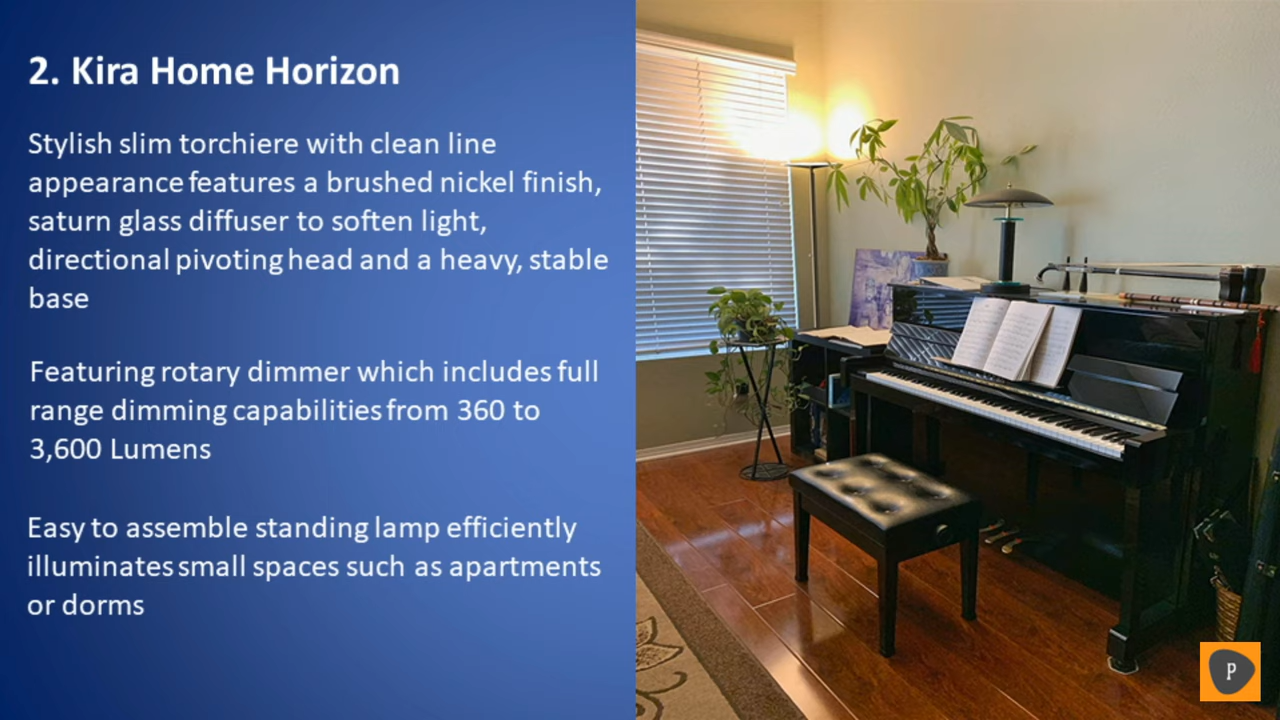 2. Kira Home Horizon
Stylish slim torchiere with clean line
appearance features a brushed nickel finish,
saturn glass diffuser to soften light,
directional pivoting head and a heavy, stable
base
Featuring rotary dimmer which includes full
range dimming capabilities from 360 to
3,600 Lumens
Easy to assemble standing lamp efficiently
illuminates small spaces such as apartments
or dorms
P